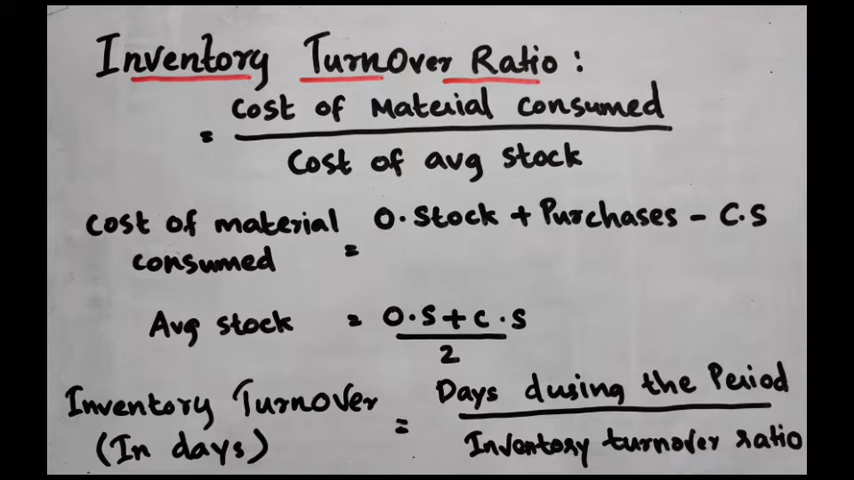 Inventory Turnover Ratio :
= Cost of Material Consumed
Cost of avg stock
Cost of material consumed = O. Stock + Purchases - C.S
Avg stock = O.S + C.S
2
Inventory Turnover (In days) = Days during the Period
Inventory turnover ratio